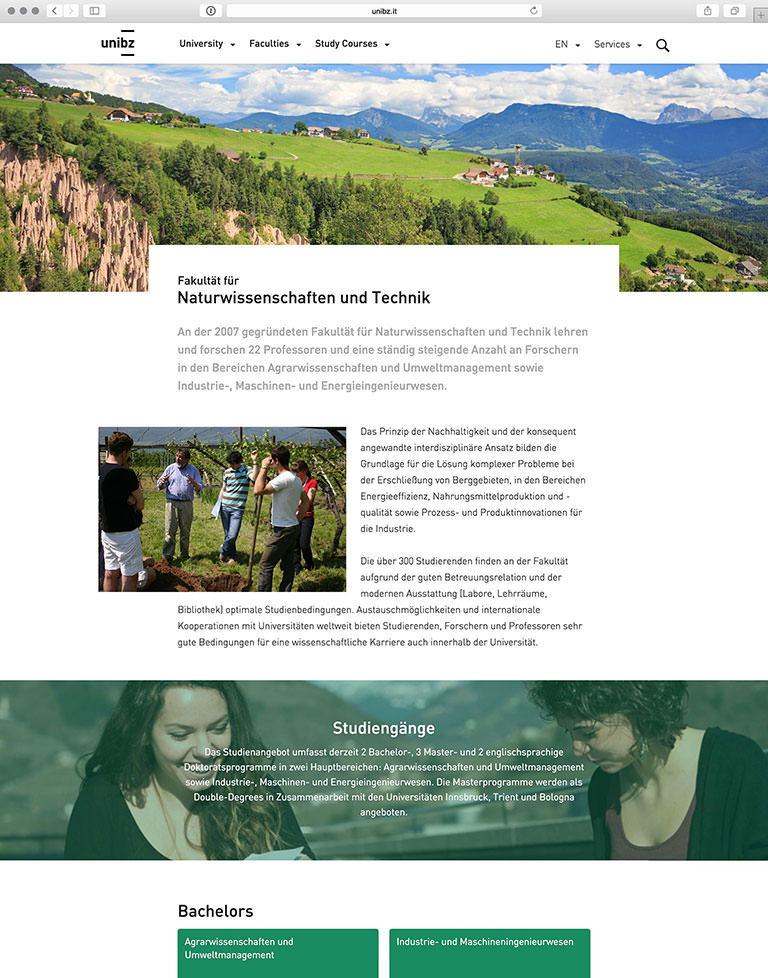 unibz.it
unibz
University
Faculties
Study Courses
EN
Services
Fakultät für
Naturwissenschaften und Technik
An der 2007 gegründeten Fakultät für Naturwissenschaften und Technik lehren
und forschen 22 Professoren und eine ständig steigende Anzahl an Forschern
in den Bereichen Agrarwissenschaften und Umweltmanagement sowie
Industrie-, Maschinen- und Energieingenieurwesen.
Das Prinzip der Nachhaltigkeit und der konsequent
angewandte interdisziplinäre Ansatz bilden die
Grundlage für die Lösung komplexer Probleme bei
der Erschließung von Berggebieten, in den Bereichen
Energieeffizienz, Nahrungsmittelproduktion und -
qualität sowie Prozess- und Produktinnovationen für
die Industrie.
Die über 300 Studierenden finden an der Fakultät
aufgrund der guten Betreuungsrelation und der
modernen Ausstattung (Labore, Lehrräume,
Bibliothek) optimale Studienbedingungen. Austauschmöglichkeiten und internationale
Kooperationen mit Universitäten weltweit bieten Studierenden, Forschern und Professoren sehr
gute Bedingungen für eine wissenschaftliche Karriere auch innerhalb der Universität.
Studiengänge
Das Studienangebot umfasst derzeit 2 Bachelor-, 3 Master- und 2 englischsprachige
Doktoratsprogramme in zwei Hauptbereichen: Agrarwissenschaften und Umweltmanagement
sowie Industrie-, Maschinen- und Energieingenieurwesen. Die Masterprogramme werden als
Double-Degrees in Zusammenarbeit mit den Universitäten Innsbruck, Trient und Bologna
angeboten.
Bachelors
Agrarwissenschaften und
Umweltmanagement
Industrie- und Maschineningenieurwesen